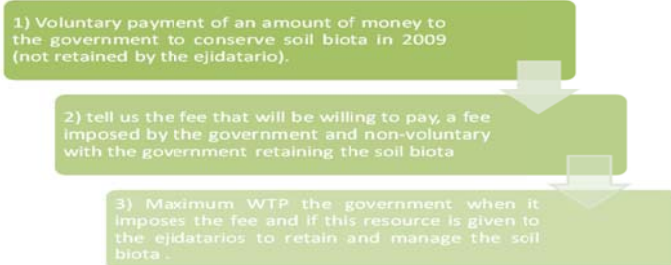 1) Voluntary payment of an amount of money to
the government to conserve soil biota in 2009
(not retained by the ejidatario).
2) tell us the fee that will be willing to pay, a fee
imposed by the government and non-voluntary
with the government retaining the soil biota
3) Maximum WTP the government when it
imposes the fee and if this resource is given to
the ejidatarios to retain and manage the soil
biota .